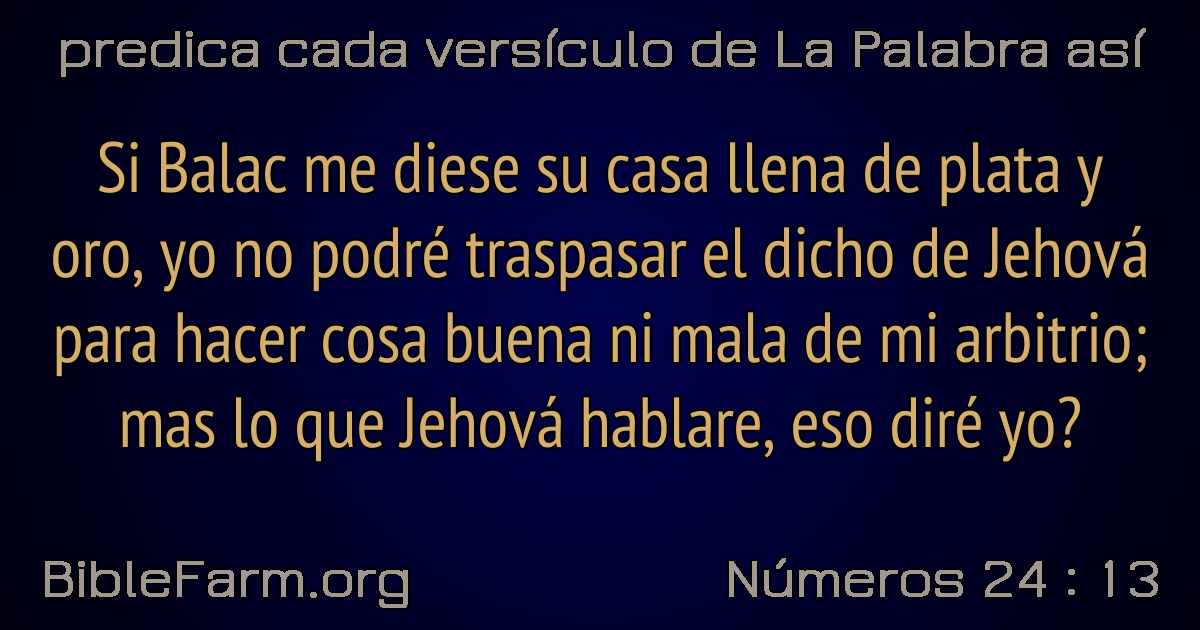 predica cada versículo de La Palabra así
Si Balac me diese su casa llena de plata y
oro, yo no podré traspasar el dicho de Jehová
para hacer cosa buena ni mala de mi arbitrio;
mas lo que Jehová hablare, eso diré yo?
BibleFarm.org
Números 24 : 13